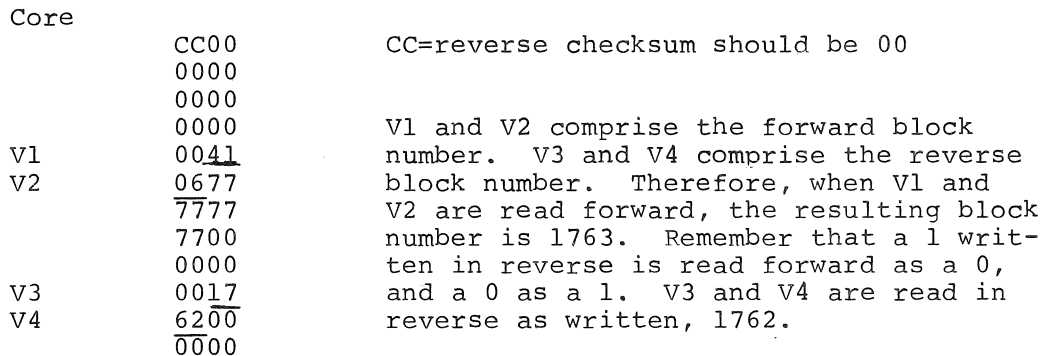 Core
CC00 CC=reverse checksum should be 00
0000
0000
0000 V1 and V2 comprise the forward block
V1 0041 number. V3 and V4 comprise the reverse
V2 0677 block number. Therefore, when V1 and
7777 V2 are read forward, the resulting block
7700 number is 1763. Remember that a 1 writ-
0000 ten in reverse is read forward as a 0,
V3 0017 and a 0 as a 1. V3 and V4 are read in
V4 6200 reverse as written, 1762.
0000